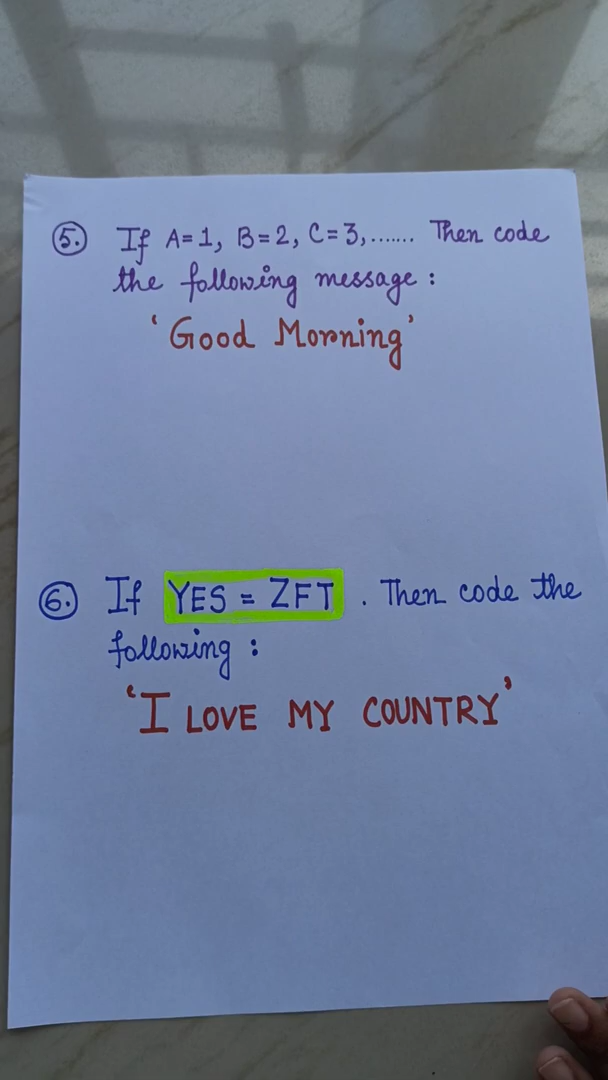 5. If A=1, B=2, C=3,....... Then code
the following message :
'Good Morning'
6. If YES = ZFT . Then code the
following :
'I LOVE MY COUNTRY'